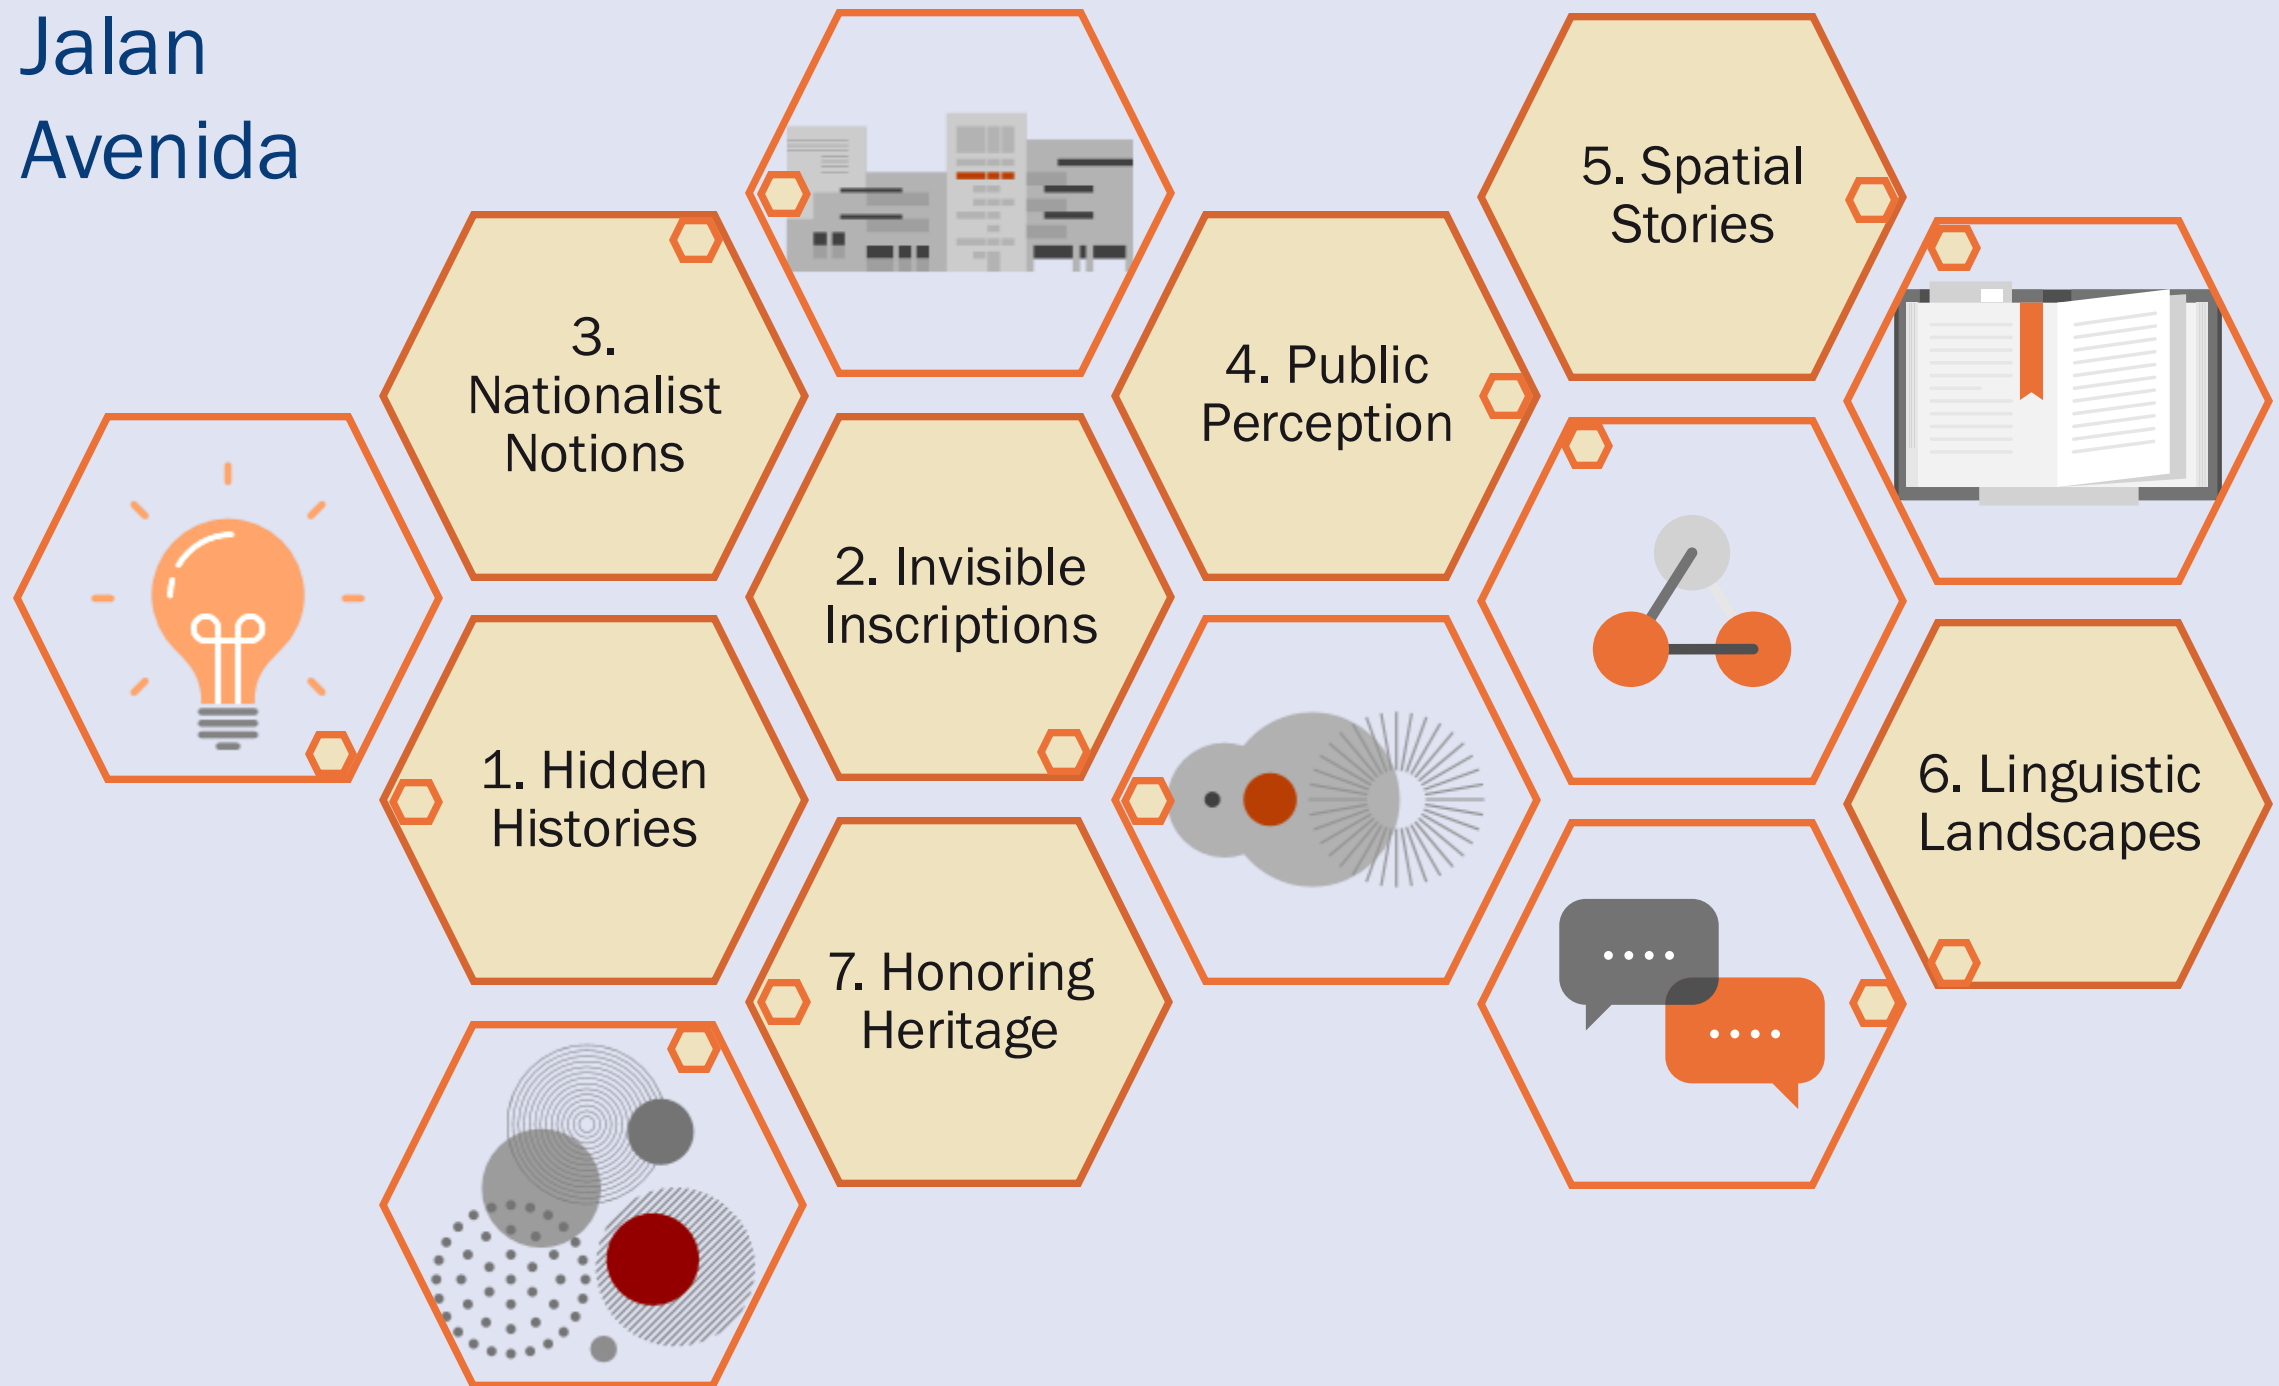 Jalan
Avenida
3.
Nationalist
Notions
5. Spatial
Stories
4. Public
Perception
2. Invisible
Inscriptions
1. Hidden
Histories
6. Linguistic
Landscapes
7. Honoring
Heritage